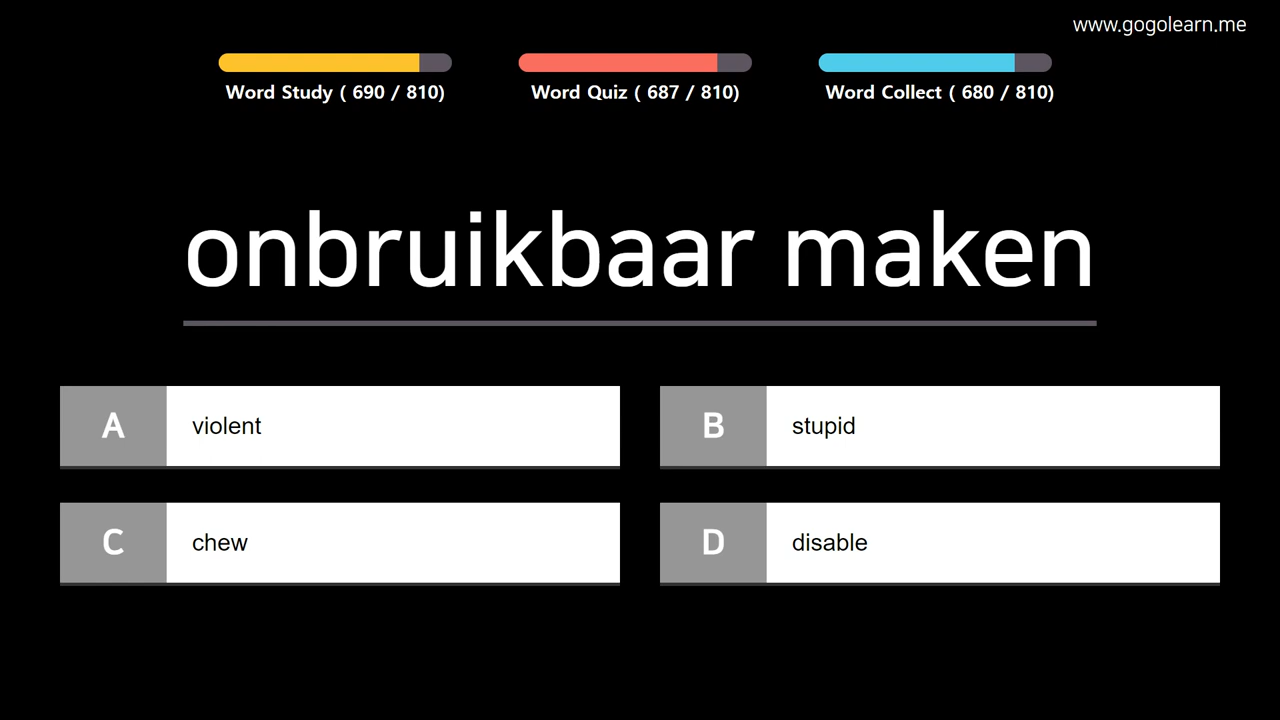 www.gogolearn.me
Word Study ( 690 / 810)
Word Quiz ( 687 / 810)
Word Collect ( 680 / 810)
onbruikbaar maken
A violent
B stupid
C chew
D disable